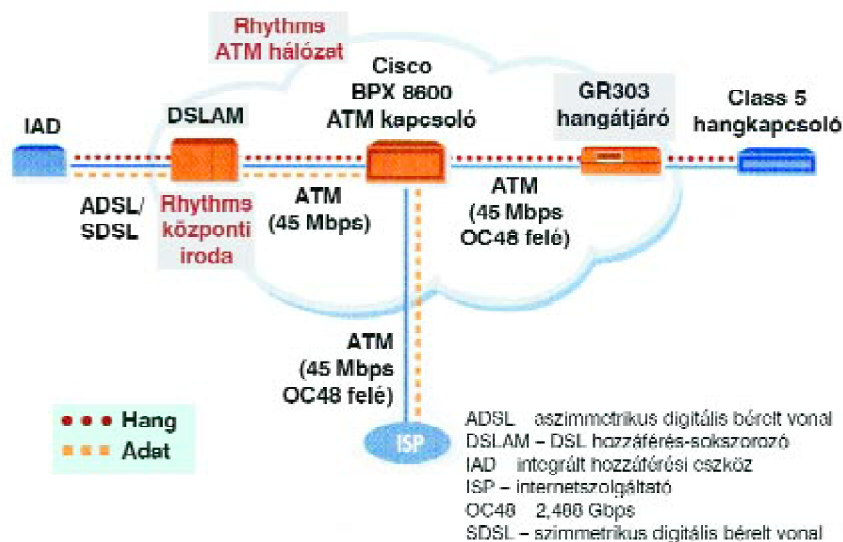 Rhythms
ATM hálózat
Cisco
BPX 8600
ATM kapcsoló
GR303
hangátjáró
Class 5
hangkapcsoló
IAD
DSLAM
ADSL/
SDSL
Rhythms
központi
iroda
ATM
(45 Mbps)
ATM
(45 Mbps
OC48 felé)
ATM
(45 Mbps
OC48 felé)
Hang
Adat
ISP
ADSL – aszimmetrikus digitális bérelt vonal
DSLAM – DSL hozzáférés-sokszorozó
IAD – integrált hozzáférési eszköz
ISP – internetszolgáltató
OC48 – 2,488 Gbps
SDSL – szimmetrikus digitális bérelt vonal